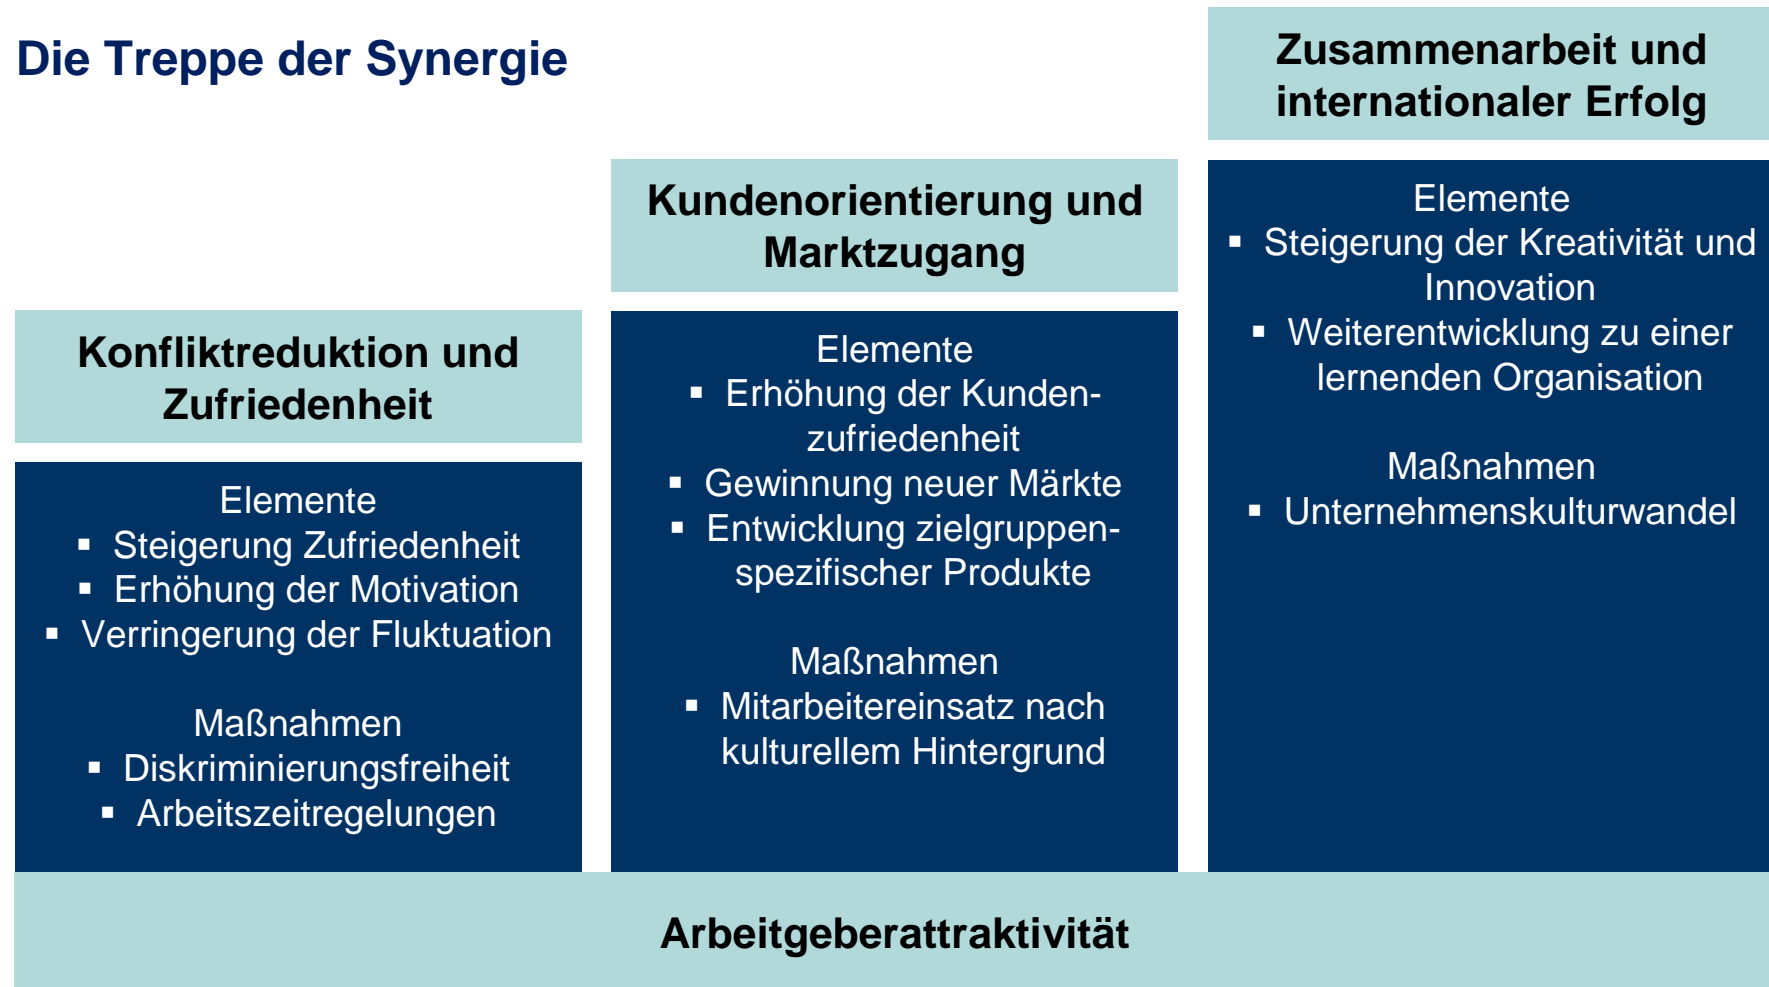 Die Treppe der Synergie
Konfliktreduktion und
Zufriedenheit
Elemente
▪ Steigerung Zufriedenheit
▪ Erhöhung der Motivation
▪ Verringerung der Fluktuation
Maßnahmen
▪ Diskriminierungsfreiheit
▪ Arbeitszeitregelungen
Kundenorientierung und
Marktzugang
Elemente
▪ Erhöhung der Kunden-
zufriedenheit
▪ Gewinnung neuer Märkte
▪ Entwicklung zielgruppen-
spezifischer Produkte
Maßnahmen
▪ Mitarbeitereinsatz nach
kulturellem Hintergrund
Zusammenarbeit und
internationaler Erfolg
Elemente
▪ Steigerung der Kreativität und
Innovation
▪ Weiterentwicklung zu einer
lernenden Organisation
Maßnahmen
▪ Unternehmenskulturwandel
Arbeitgeberattraktivität